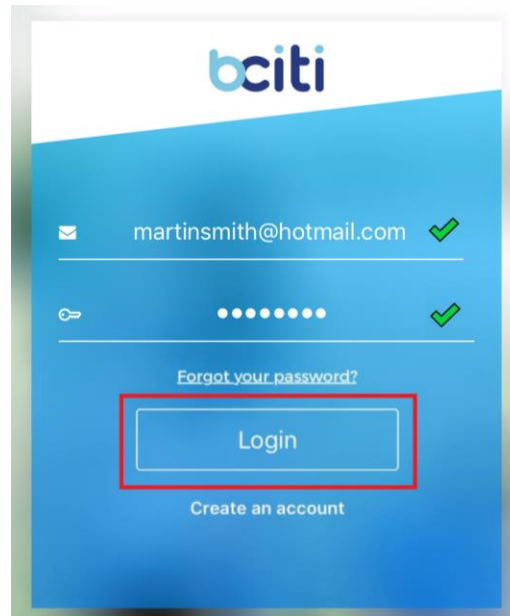 bciti
martinsmith@hotmail.com
••••••••
Forgot your password?
Login
Create an account